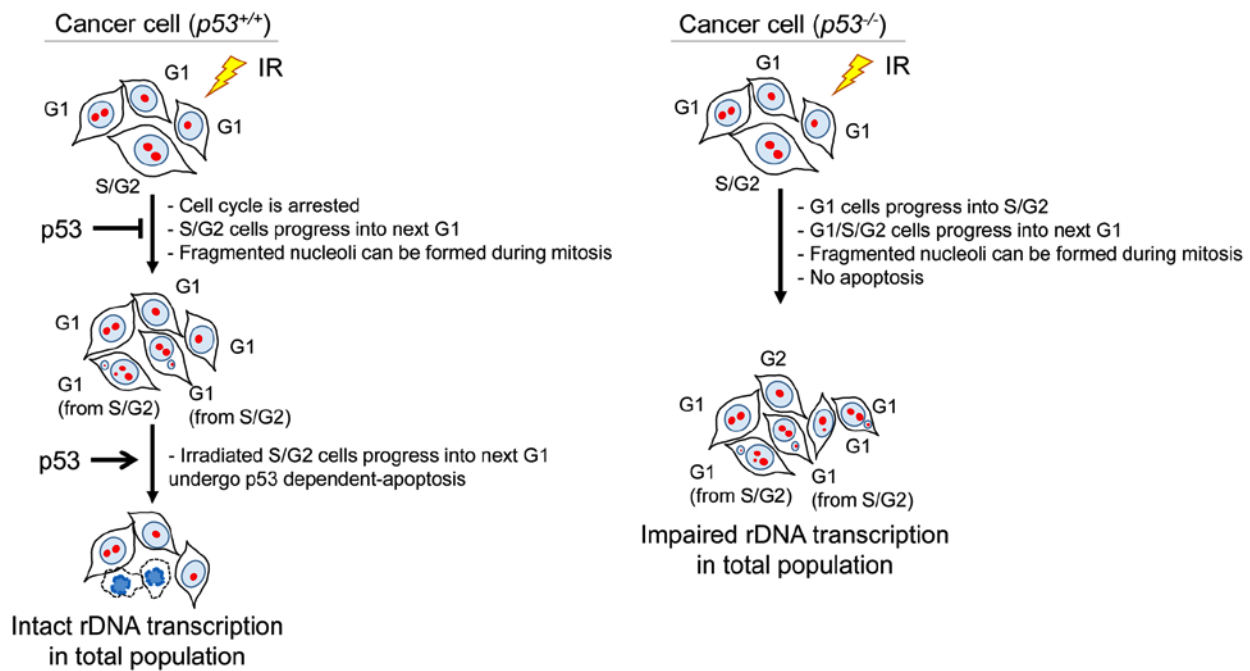 Cancer cell (p53+/+)
IR
G1
G1
G1
S/G2
p53
- Cell cycle is arrested
- S/G2 cells progress into next G1
- Fragmented nucleoli can be formed during mitosis
G1
G1
G1
G1
(from S/G2)
G1
(from S/G2)
p53
- Irradiated S/G2 cells progress into next G1
undergo p53 dependent-apoptosis
Intact rDNA transcription
in total population
Cancer cell (p53-/-)
IR
G1
G1
G1
S/G2
- G1 cells progress into S/G2
- G1/S/G2 cells progress into next G1
- Fragmented nucleoli can be formed during mitosis
- No apoptosis
G2
G1
G1
G1
G1
(from S/G2)
G1
(from S/G2)
Impaired rDNA transcription
in total population